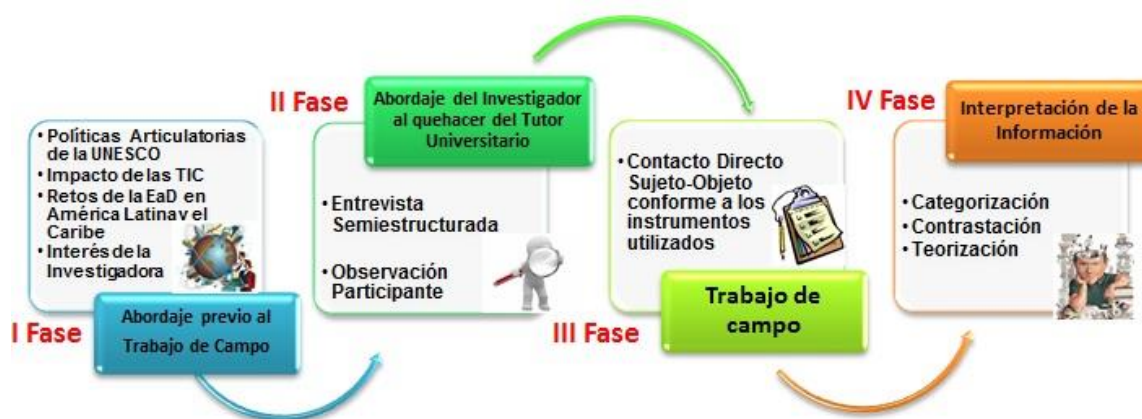 • Políticas Articulatorias
de la UNESCO
• Impacto de las TIC
• Retos de la EaD en
América Latina y el
Caribe
• Interés de la
Investigadora
I Fase
Abordaje previo al
Trabajo de Campo
II Fase
Abordaje del Investigador
al quehacer del Tutor
Universitario
• Entrevista
Semiestructurada
• Observación
Participante
• Contacto Directo
Sujeto-Objeto
conforme a los
instrumentos
utilizados
III Fase
Trabajo de
campo
IV Fase
Interpretación de la
Información
• Categorización
• Contrastación
• Teorización